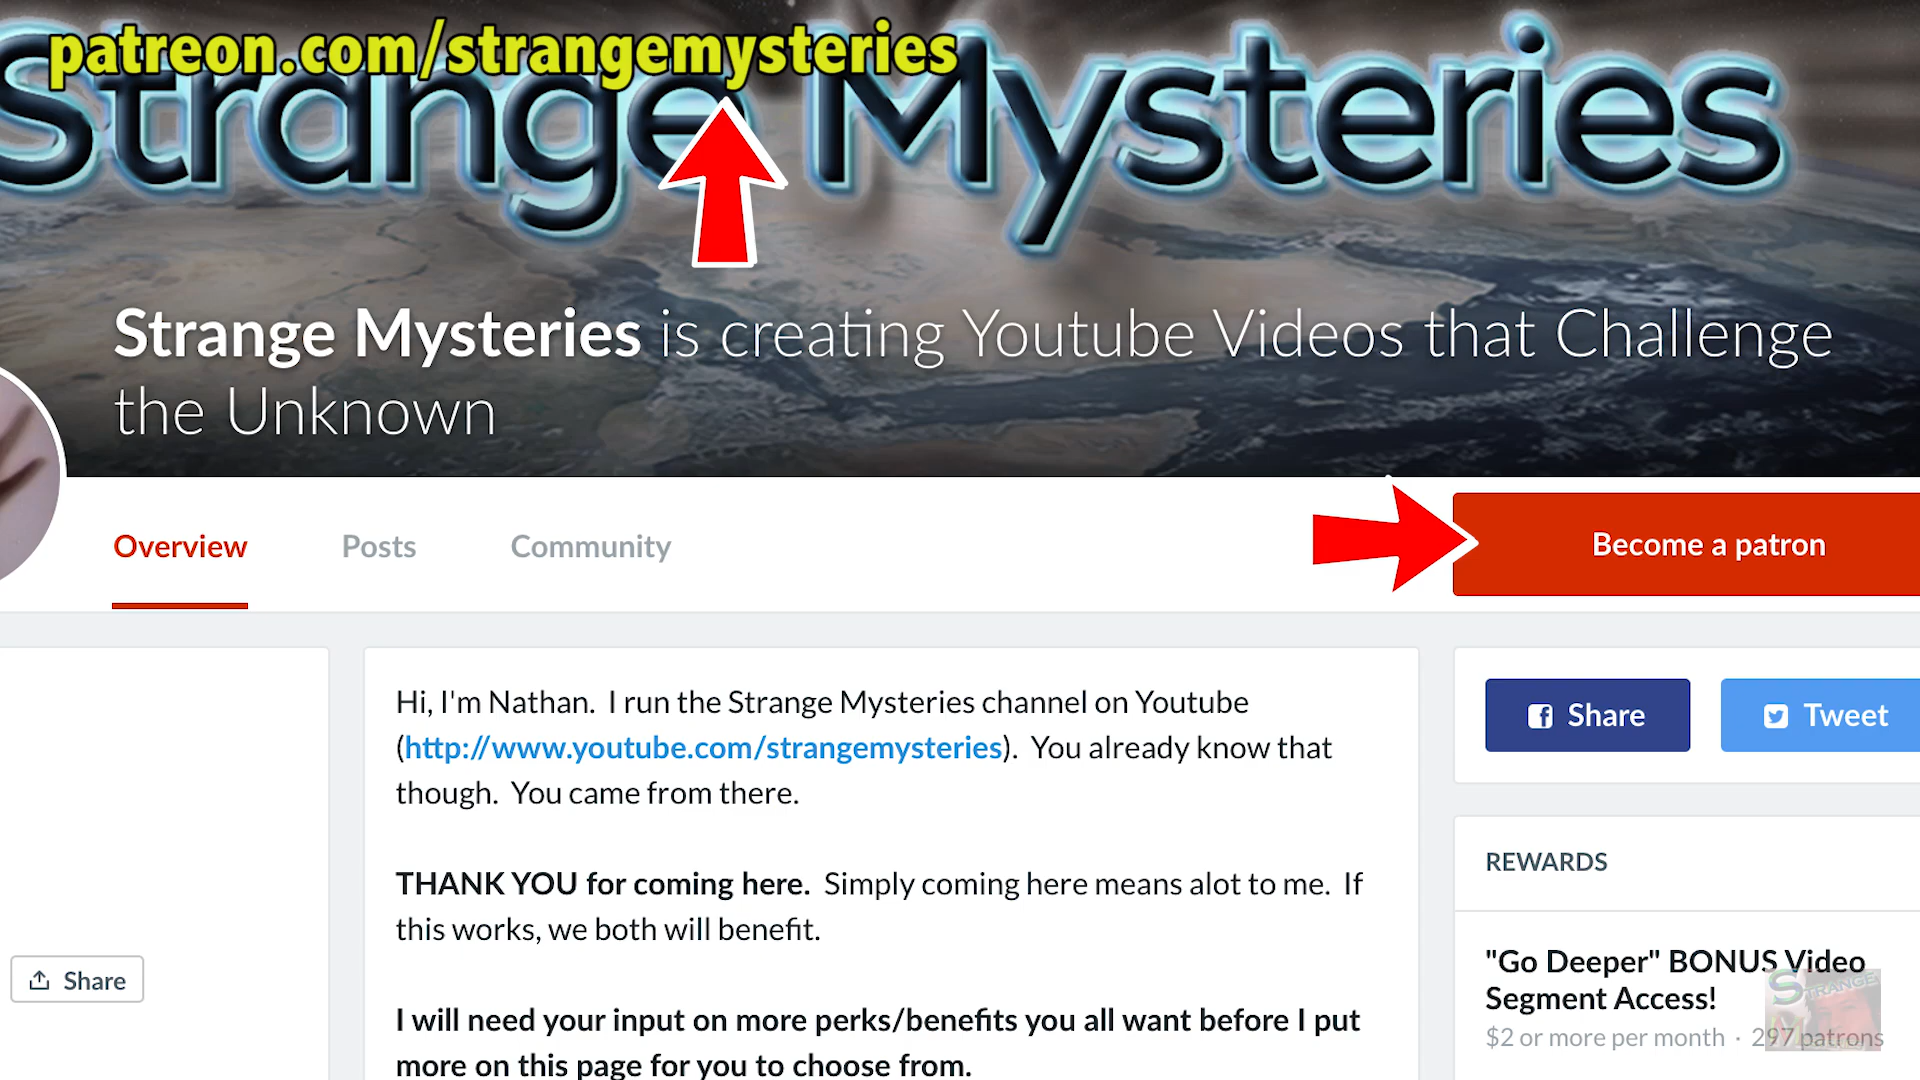 patreon.com/strangemysteries
Strange Mysteries
Strange Mysteries is creating Youtube Videos that Challenge
the Unknown
Overview Posts Community
Become a patron
Hi, I'm Nathan. I run the Strange Mysteries channel on Youtube
(http://www.youtube.com/strangemysteries). You already know that
though. You came from there.
THANK YOU for coming here. Simply coming here means alot to me. If
this works, we both will benefit.
I will need your input on more perks/benefits you all want before I put
more on this page for you to choose from.
Share
Share Tweet
REWARDS
"Go Deeper" BONUS Video
Segment Access!
$2 or more per month · 297 patrons
STRANGE